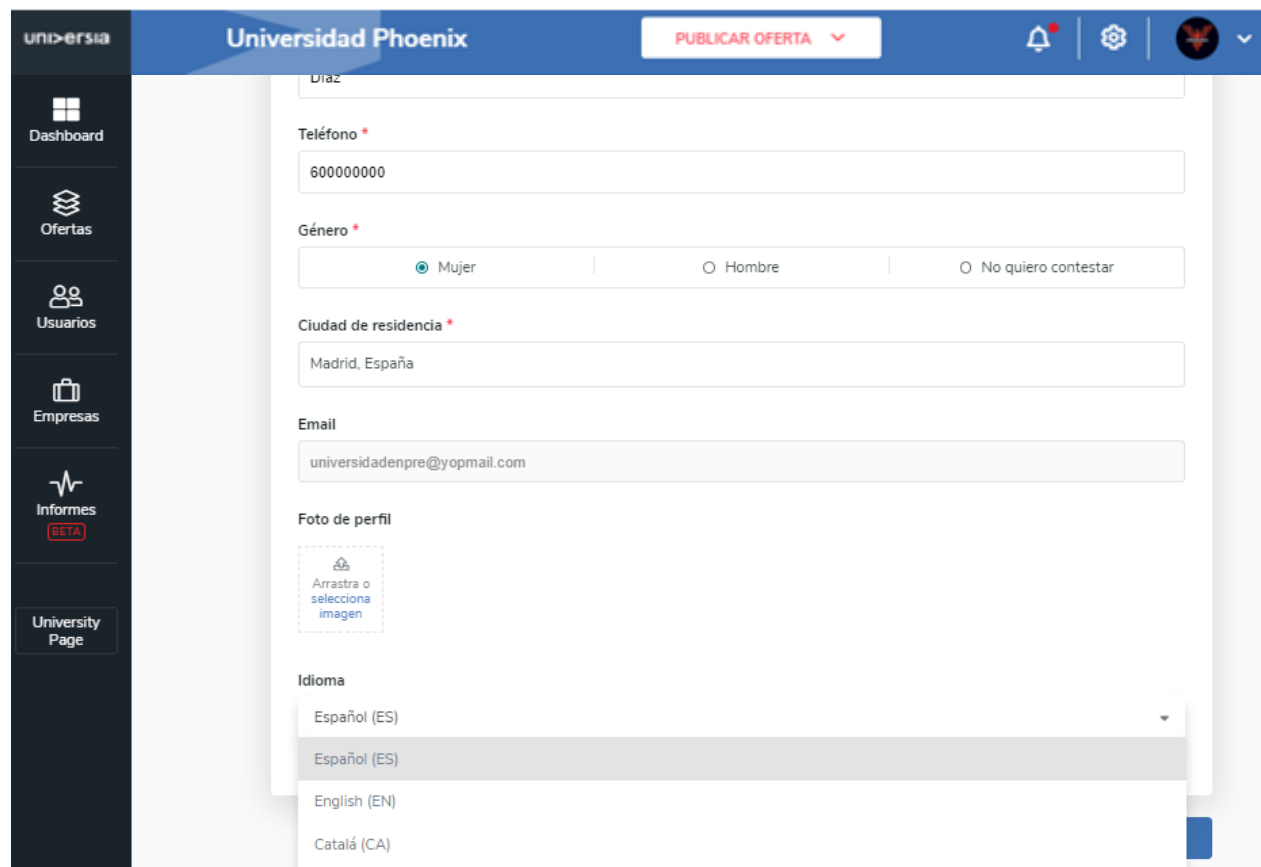 universia
Universidad Phoenix
PUBLICAR OFERTA
Dashboard
Ofertas
Usuarios
Empresas
Informes
BETA
University
Page
Díaz
Teléfono *
600000000
Género *
Mujer
Hombre
No quiero contestar
Ciudad de residencia *
Madrid, España
Email
universidadenpre@yopmail.com
Foto de perfil
Arrastra o
selecciona
imagen
Idioma
Español (ES)
Español (ES)
English (EN)
Catalá (CA)